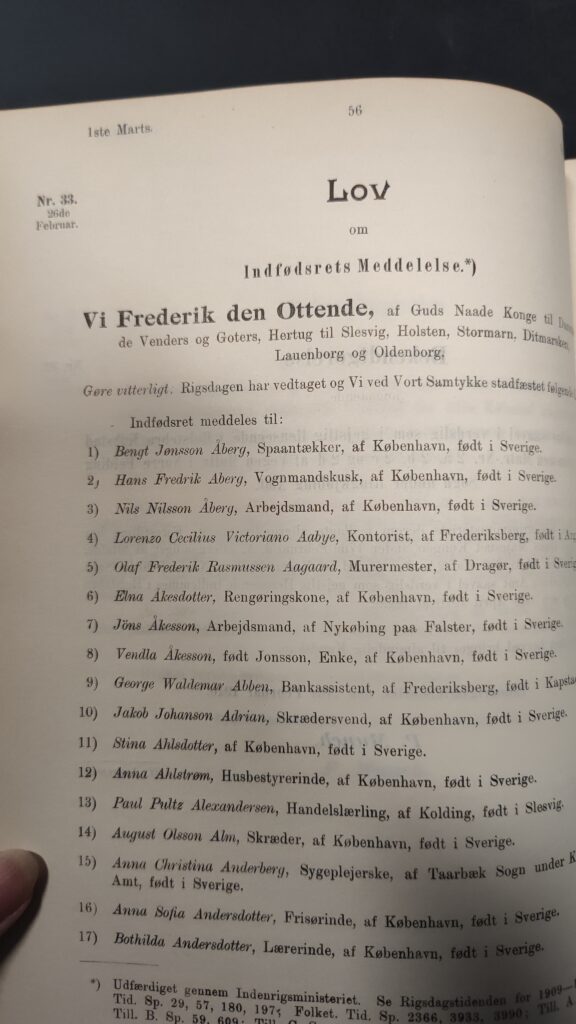 56
1ste Marts.
Nr. 33.
26de
Februar.
Lov
om
Indfødsrets Meddelelse.*)
Vi Frederik den Ottende, af Guds Naade Konge til
de Venders og Goters, Hertug til Slesvig, Holsten, Stormarn, Ditmarsken,
Lauenborg og Oldenborg,
Gøre vitterligt: Rigsdagen har vedtaget og Vi ved Vort Samtykke stadfæstet følgende
Indfødsret meddeles til:
1) Bengt Jønsson Åberg, Spaantækker, af København, født i Sverige.
2) Hans Fredrik Aberg, Vognmandskusk, af København, født i Sverige.
3) Nils Nilsson Åberg, Arbejdsmand, af København, født i Sverige.
4) Lorenzo Cecilius Victoriano Aabye, Kontorist, af Frederiksberg, født i
5) Olaf Frederik Rasmussen Aagaard, Murermester, af Dragør, født i
6) Elna Åkesdotter, Rengøringskone, af København, født i Sverige.
7) Jöns Åkesson, Arbejdsmand, af Nykøbing paa Falster, født i Sverige.
8) Vendla Åkesson, født Jonsson, Enke, af København, født i Sverige.
9) George Waldemar Abben, Bankassistent, af Frederiksberg, født i
10) Jakob Johanson Adrian, Skrædersvend, af København, født i Sverige.
11) Stina Ahlsdotter, af København, født i Sverige.
12) Anna Ahlstrøm, Husbestyrerinde, af København, født i Sverige.
13) Paul Pultz Alexandersen, Handelslærling, af Kolding, født i Slesvig.
14) August Olsson Alm, Skræder, af København, født i Sverige.
15) Anna Christina Anderberg, Sygeplejerske, af Taarbæk Sogn under
Amt, født i Sverige.
16) Anna Sofia Andersdotter, Frisørinde, af København, født i Sverige.
17) Bothilda Andersdotter, Lærerinde, af København, født i Sverige.
*) Udfærdiget gennem Indenrigsministeriet. Se Rigsdagstidenden for 1909—
Tid. Sp. 29, 57, 180, 197; Folket. Tid. Sp. 2366, 3933, 3990; Till. A.
Till. B. Sp. 59, 609; Till. C.